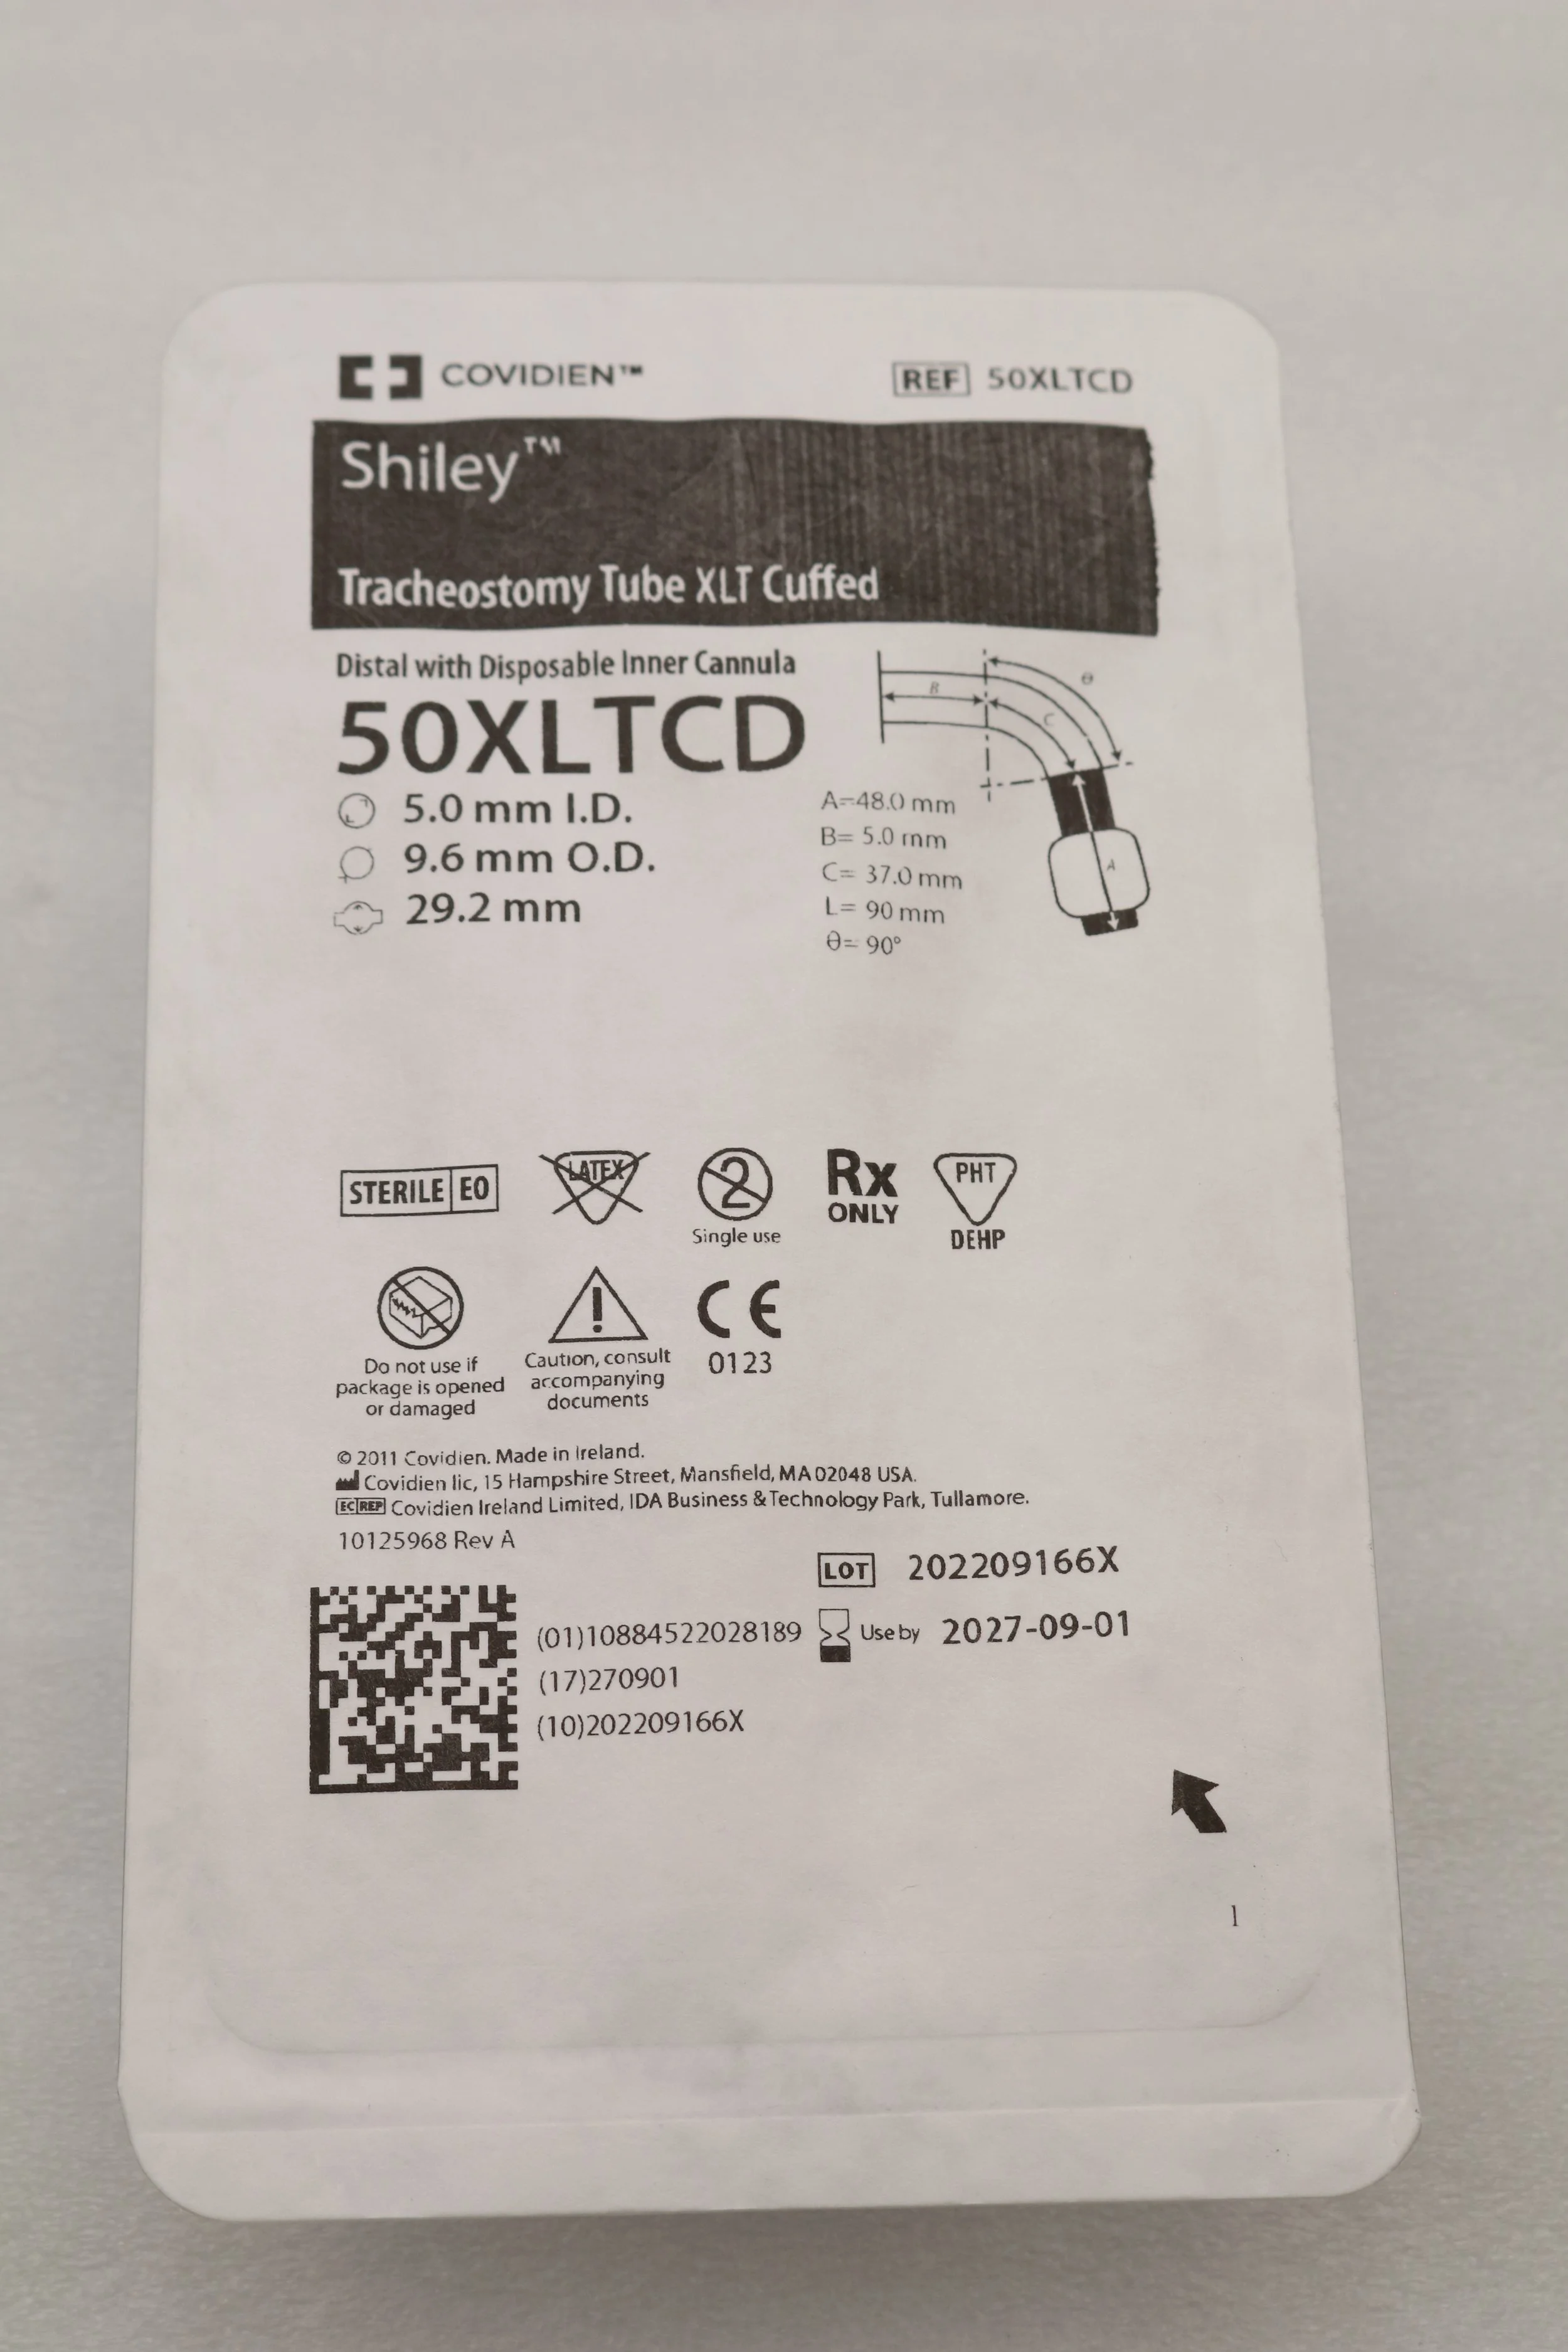 COVIDIEN™
REF 50XLTCD
Shiley™
Tracheostomy Tube XLT Cuffed
Distal with Disposable Inner Cannula
50XLTCD
5.0 mm I.D.
9.6 mm O.D.
29.2 mm
B
C
θ
A
A=48.0 mm
B= 5.0 mm
C= 37.0 mm
L= 90 mm
θ= 90°
STERILE EO
LATEX
2
Single use
Rx
ONLY
PHT
DEHP
Do not use if
package is opened
or damaged
!
Caution, consult
accompanying
documents
CE
0123
© 2011 Covidien. Made in Ireland.
Covidien llc, 15 Hampshire Street, Mansfield, MA 02048 USA.
EC REP Covidien Ireland Limited, IDA Business & Technology Park, Tullamore.
10125968 Rev A
LOT 202209166X
(01)10884522028189
Use by 2027-09-01
(17)270901
(10)202209166X
1